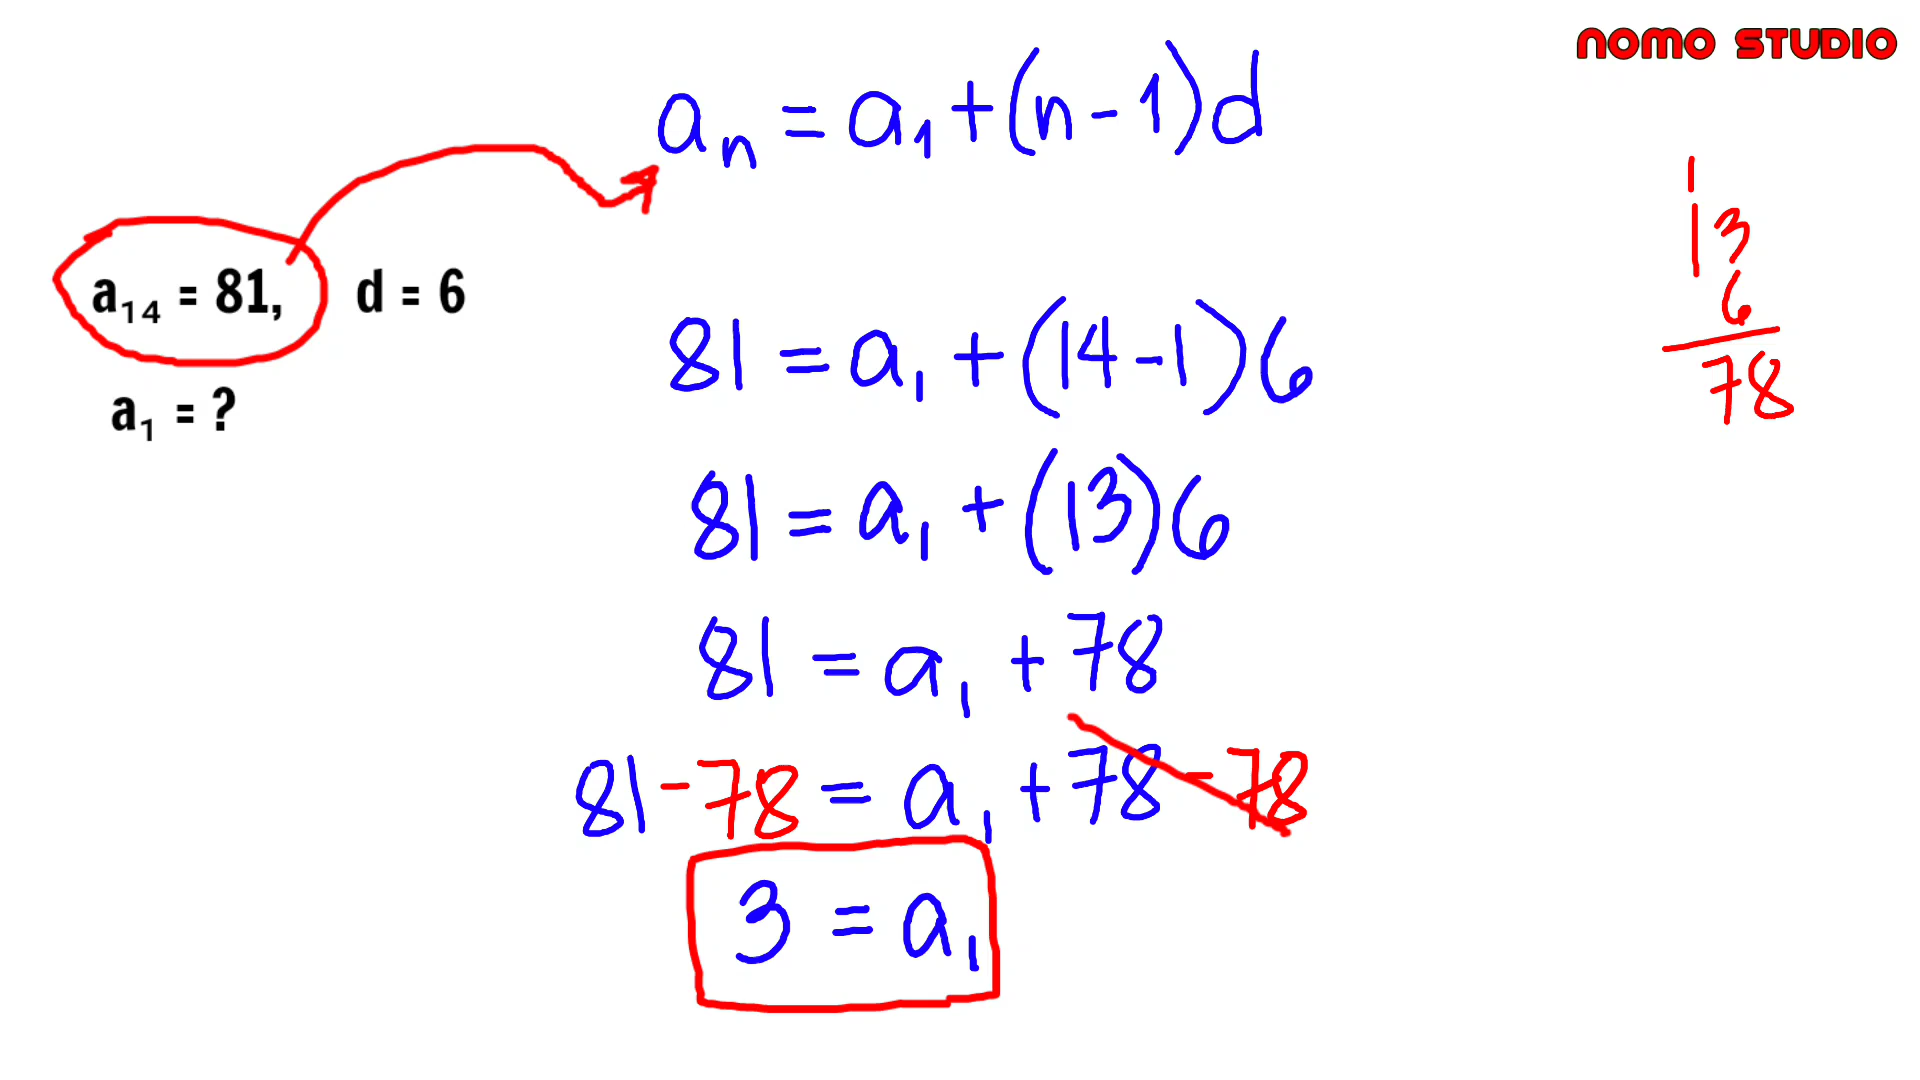 NOMO STUDIO
aₙ = a₁ + (n - 1)d
a₁₄ = 81, d = 6
a₁ = ?
81 = a₁ + (14 - 1)6
81 = a₁ + (13)6
81 = a₁ + 78
81 - 78 = a₁ + 78 - 78
3 = a₁
1
13
6
78